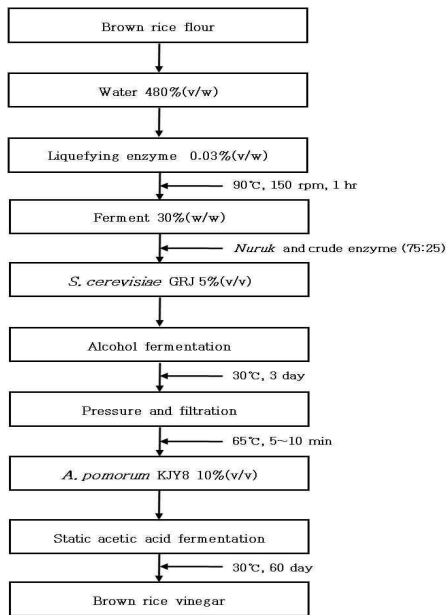 Brown rice flour
Water 480%(v/w)
Liquefying enzyme 0.03%(v/w)
90℃, 150 rpm, 1 hr
Ferment 30%(w/w)
Nuruk and crude enzyme (75:25)
S. cerevisiae GRJ 5%(v/v)
Alcohol fermentation
30℃, 3 day
Pressure and filtration
65℃, 5~10 min
A. pomorum KJY8 10%(v/v)
Static acetic acid fermentation
30℃, 60 day
Brown rice vinegar